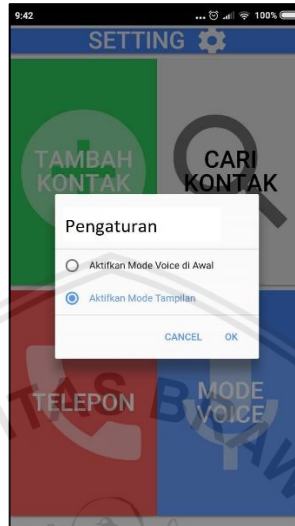 9:42 ... 100%
SETTING
TAMBAH
KONTAK
CARI
KONTAK
Pengaturan
Aktifkan Mode Voice di Awal
Aktifkan Mode Tampilan
CANCEL OK
TELEPON
MODE
VOICE